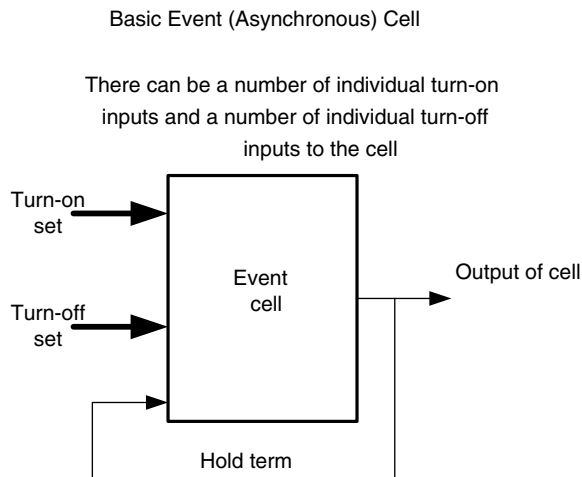 Basic Event (Asynchronous) Cell
There can be a number of individual turn-on
inputs and a number of individual turn-off
inputs to the cell
Turn-on
set
Turn-off
set
Event
cell
Output of cell
Hold term